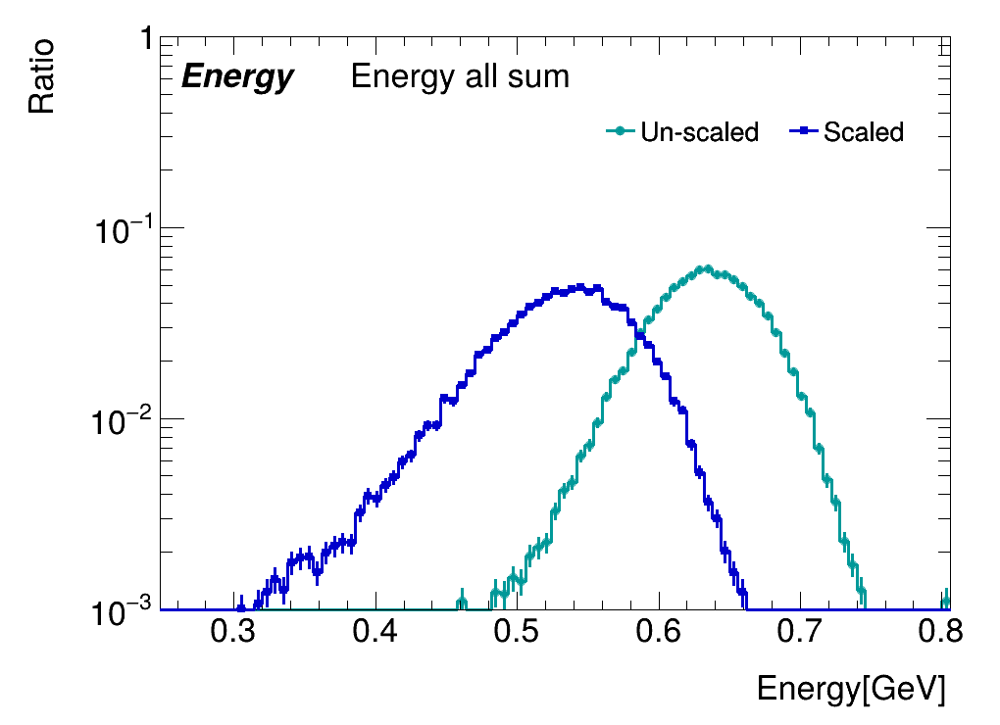 Ratio
1
Energy Energy all sum
Un-scaled Scaled
10⁻¹
10⁻²
10⁻³
0.3 0.4 0.5 0.6 0.7 0.8
Energy[GeV]